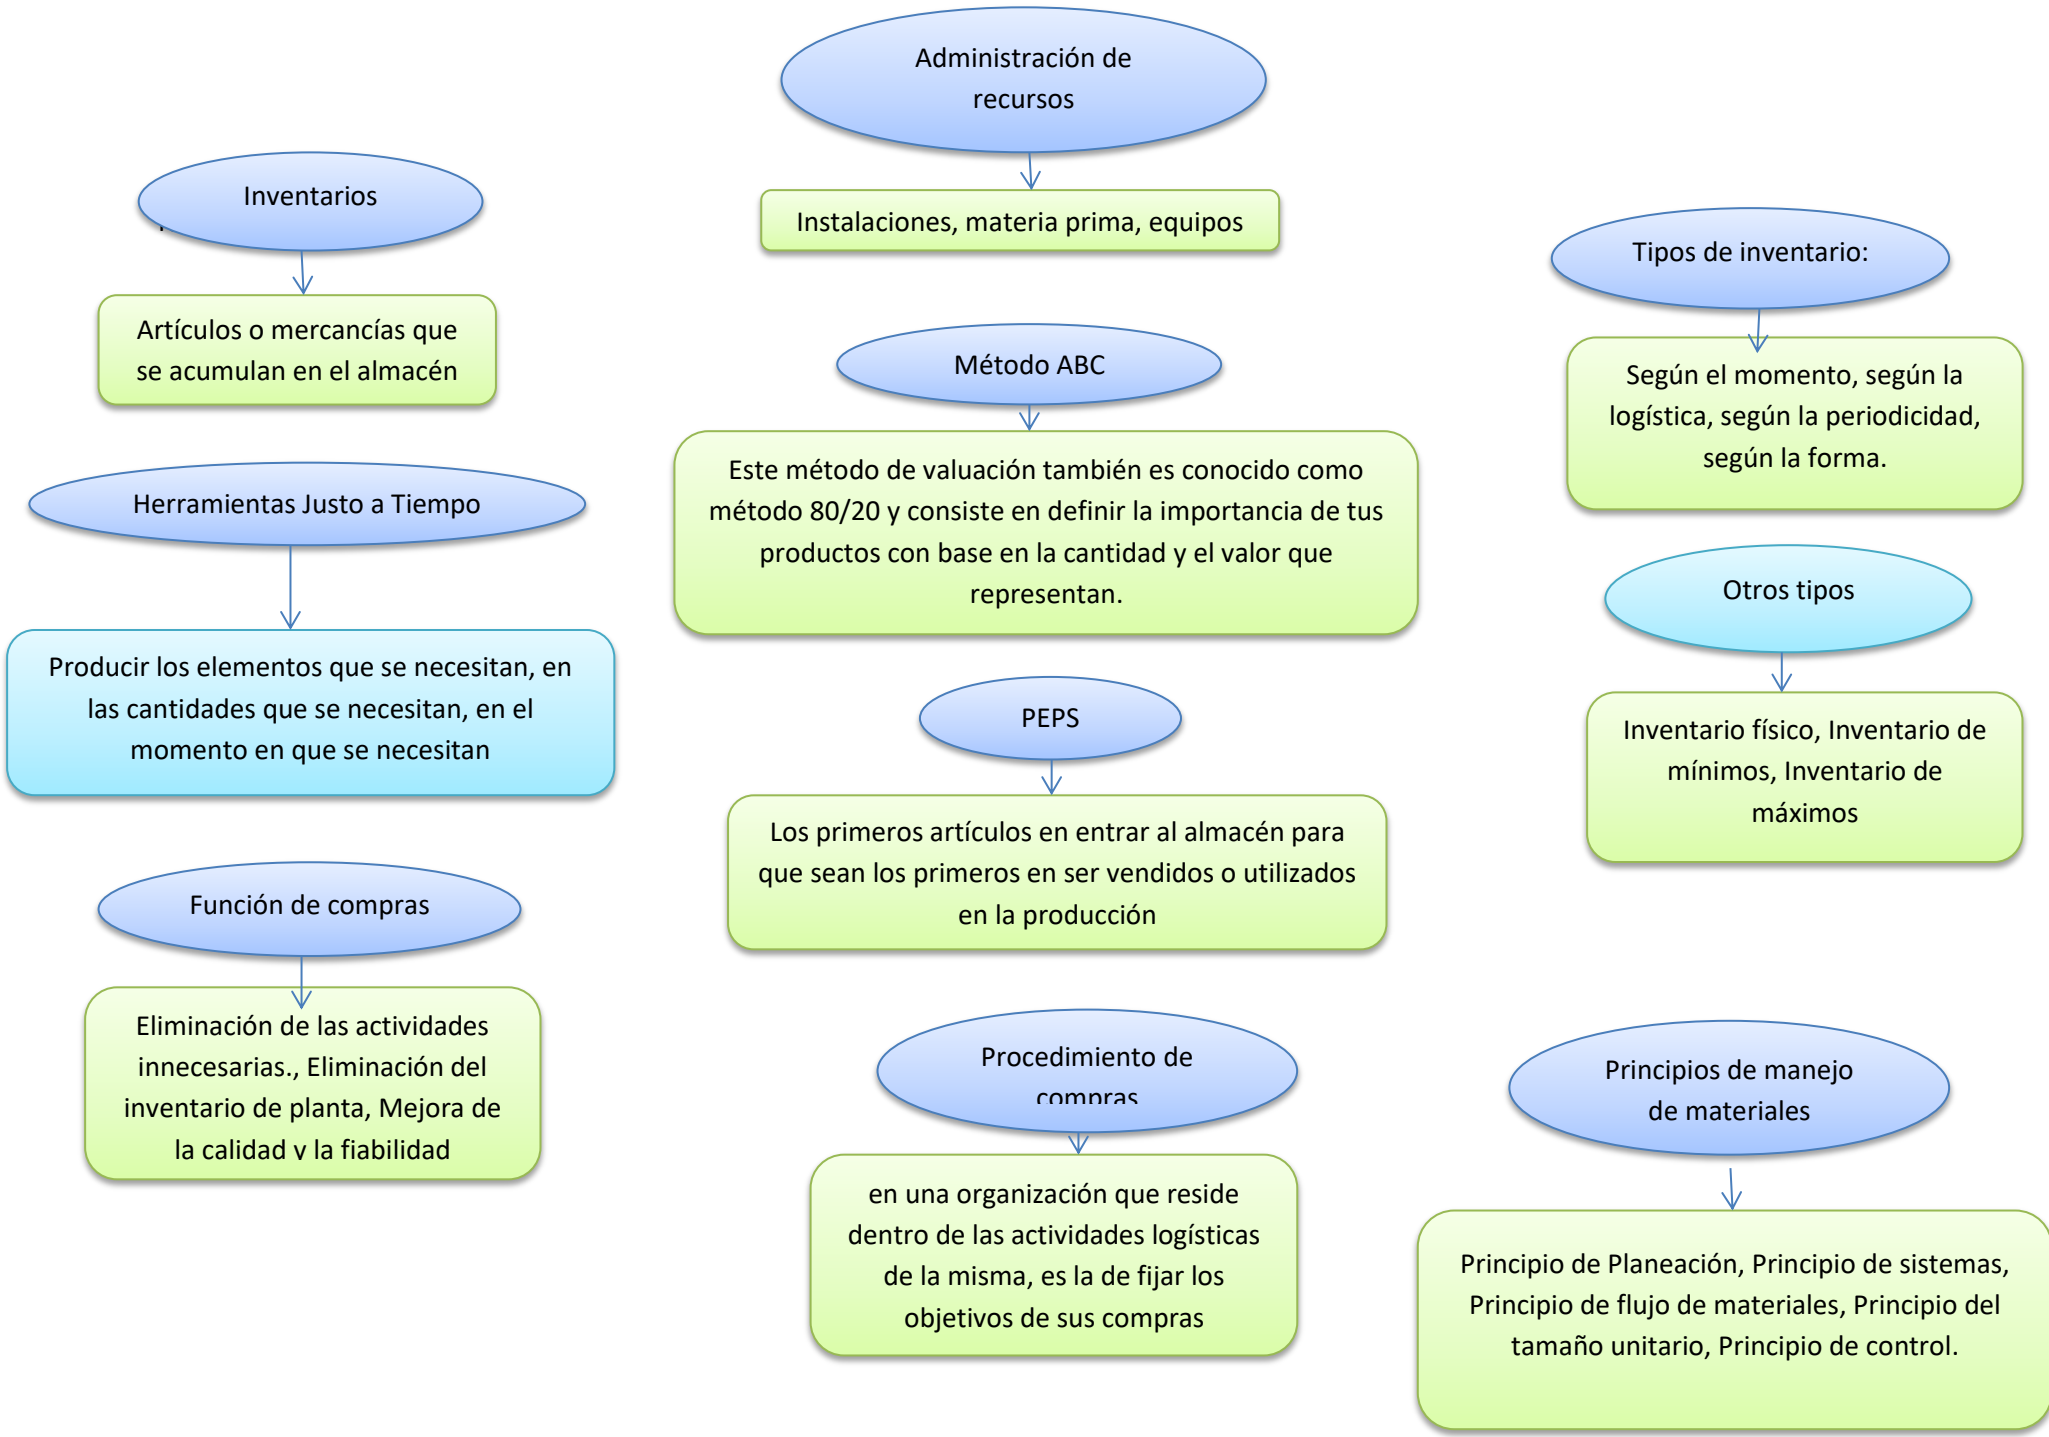 Administración de
recursos
Instalaciones, materia prima, equipos
Inventarios
Artículos o mercancías que
se acumulan en el almacén
Herramientas Justo a Tiempo
Producir los elementos que se necesitan, en
las cantidades que se necesitan, en el
momento en que se necesitan
Función de compras
Eliminación de las actividades
innecesarias., Eliminación del
inventario de planta, Mejora de
la calidad y la fiabilidad
Método ABC
Este método de valuación también es conocido como
método 80/20 y consiste en definir la importancia de tus
productos con base en la cantidad y el valor que
representan.
PEPS
Los primeros artículos en entrar al almacén para
que sean los primeros en ser vendidos o utilizados
en la producción
Procedimiento de
compras
en una organización que reside
dentro de las actividades logísticas
de la misma, es la de fijar los
objetivos de sus compras
Tipos de inventario:
Según el momento, según la
logística, según la periodicidad,
según la forma.
Otros tipos
Inventario físico, Inventario de
mínimos, Inventario de
máximos
Principios de manejo
de materiales
Principio de Planeación, Principio de sistemas,
Principio de flujo de materiales, Principio del
tamaño unitario, Principio de control.